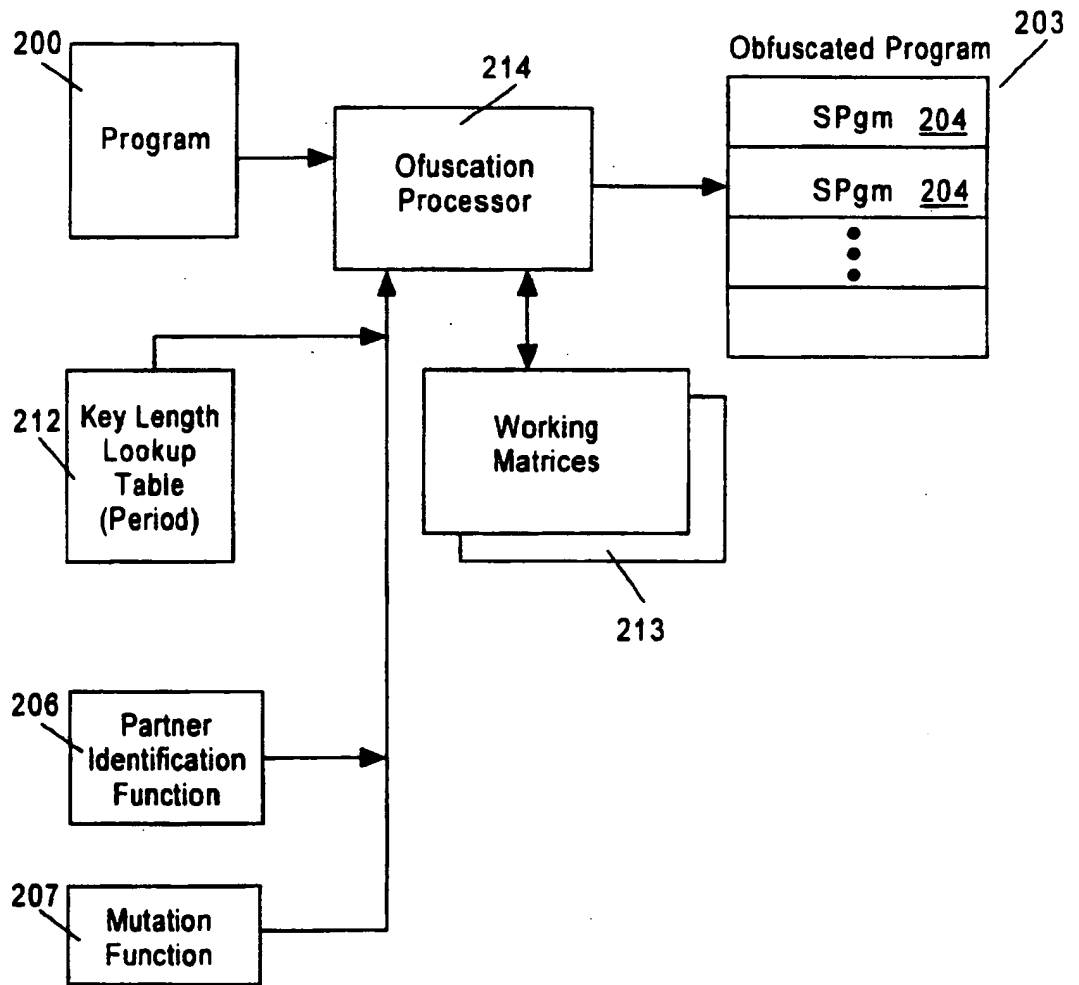 200
Program
214
Ofuscation
Processor
203
Obfuscated Program
SPgm 204
SPgm 204
212
Key Length
Lookup
Table
(Period)
Working
Matrices
213
206
Partner
Identification
Function
207
Mutation
Function